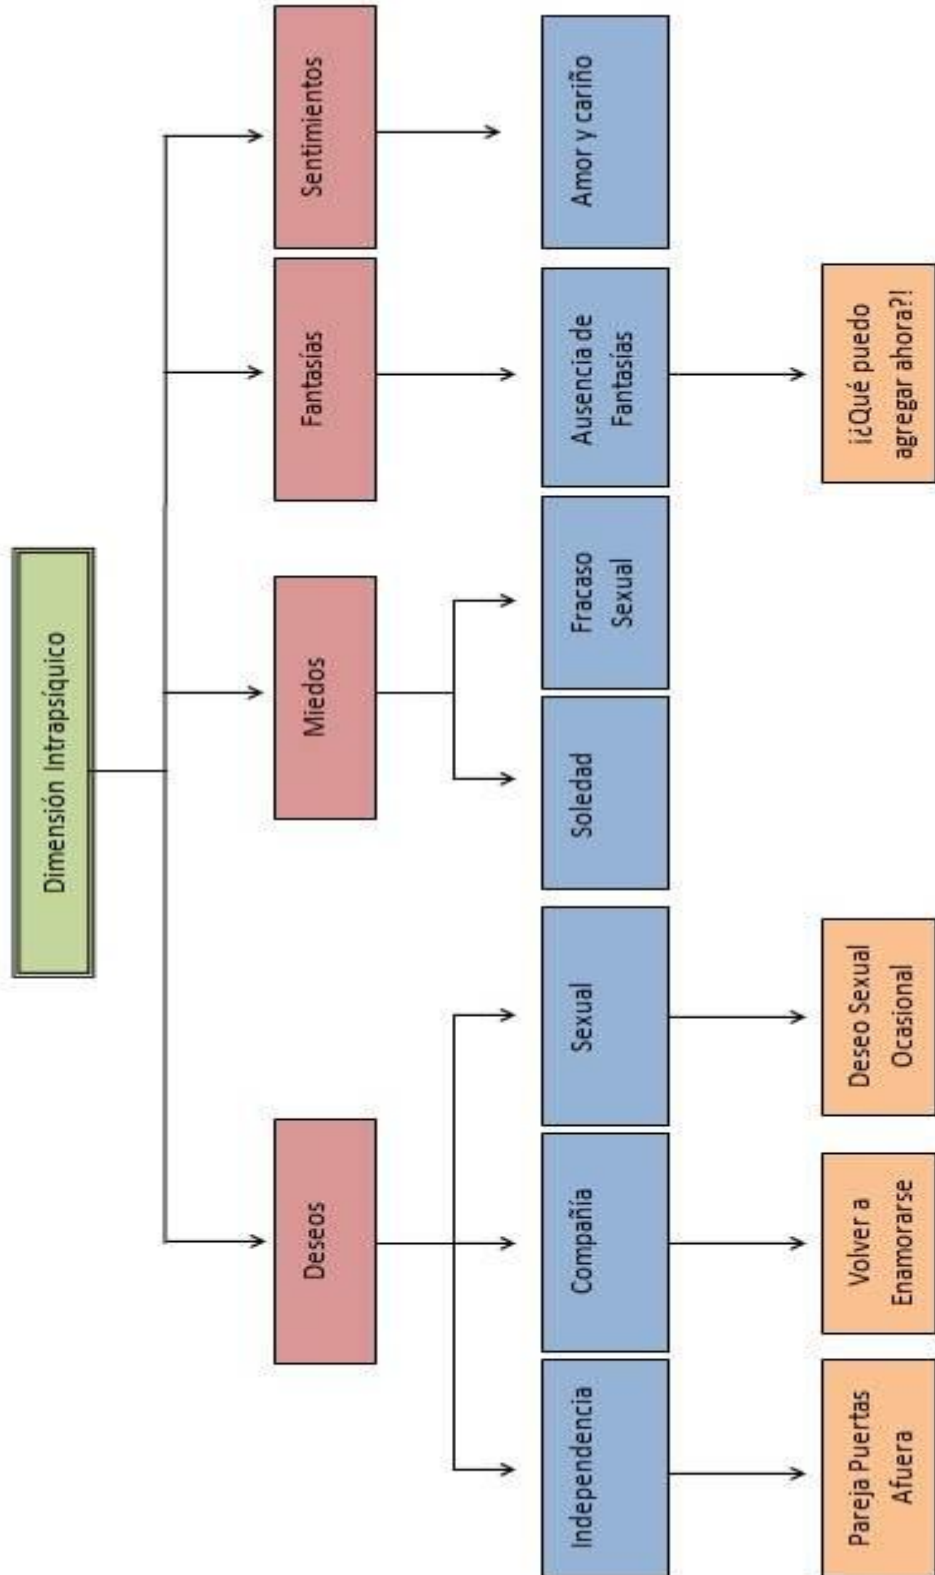 Dimensión Intrapsíquico
Deseos
Miedos
Fantasías
Sentimientos
Independencia
Compañía
Sexual
Soledad
Fracaso
Sexual
Ausencia de
Fantasías
Amor y cariño
Pareja Puertas
Afuera
Volver a
Enamorarse
Deseo Sexual
Ocasional
¡¿Qué puedo
agregar ahora?!